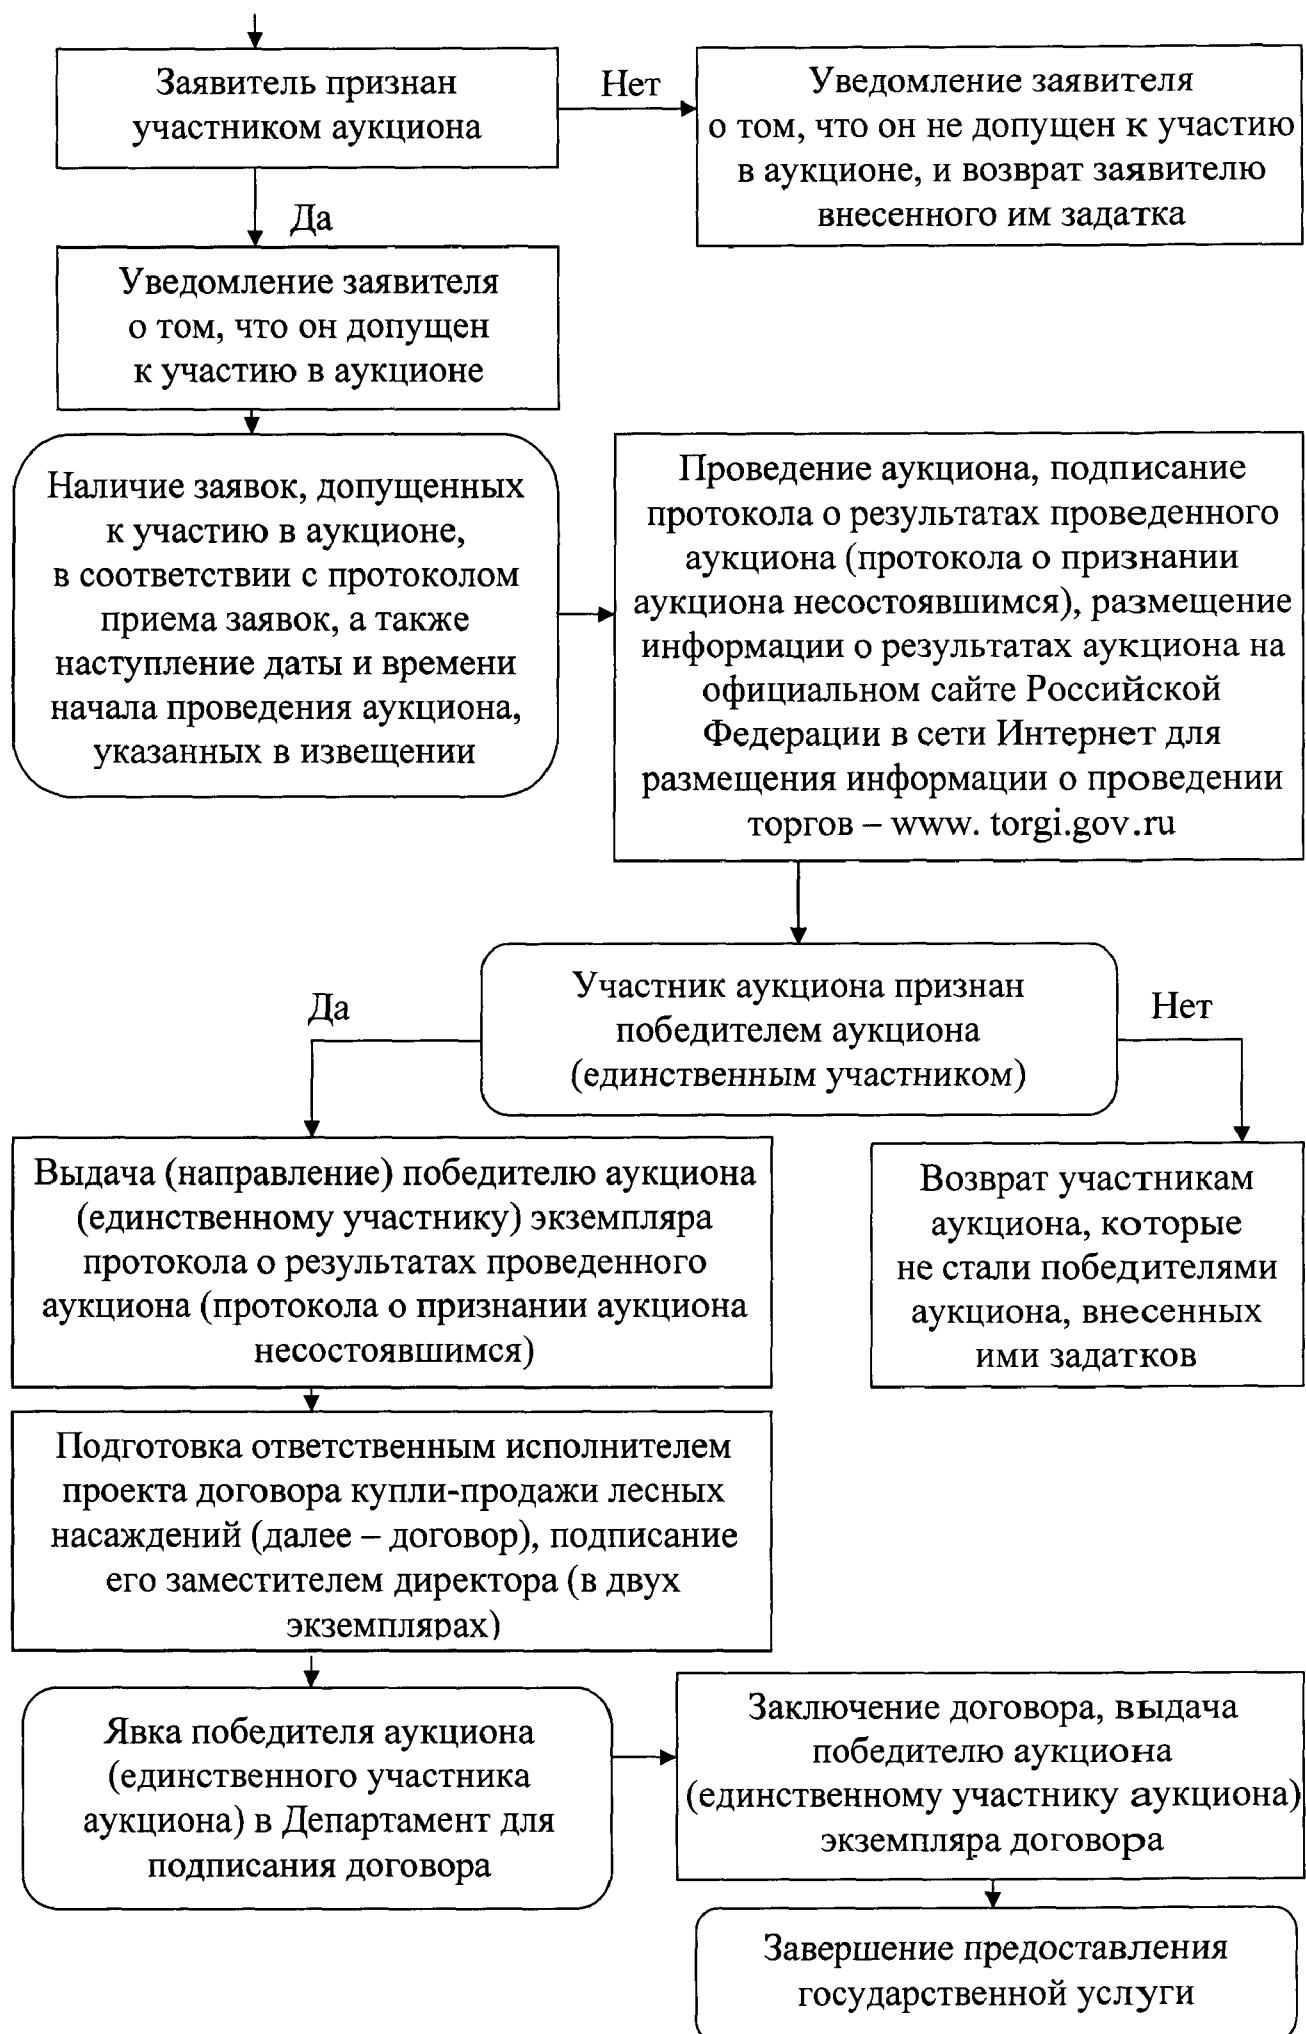 Заявитель признан
участником аукциона
Нет
Уведомление заявителя
о том, что он не допущен к участию
в аукционе, и возврат заявителю
внесенного им задатка
Да
Уведомление заявителя
о том, что он допущен
к участию в аукционе
Наличие заявок, допущенных
к участию в аукционе,
в соответствии с протоколом
приема заявок, а также
наступление даты и времени
начала проведения аукциона,
указанных в извещении
Проведение аукциона, подписание
протокола о результатах проведенного
аукциона (протокола о признании
аукциона несостоявшимся), размещение
информации о результатах аукциона на
официальном сайте Российской
Федерации в сети Интернет для
размещения информации о проведении
торгов – www. torgi.gov.ru
Участник аукциона признан
победителем аукциона
(единственным участником)
Да
Нет
Выдача (направление) победителю аукциона
(единственному участнику) экземпляра
протокола о результатах проведенного
аукциона (протокола о признании аукциона
несостоявшимся)
Возврат участникам
аукциона, которые
не стали победителями
аукциона, внесенных
ими задатков
Подготовка ответственным исполнителем
проекта договора купли-продажи лесных
насаждений (далее – договор), подписание
его заместителем директора (в двух
экземплярах)
Явка победителя аукциона
(единственного участника
аукциона) в Департамент для
подписания договора
Заключение договора, выдача
победителю аукциона
(единственному участнику аукциона)
экземпляра договора
Завершение предоставления
государственной услуги